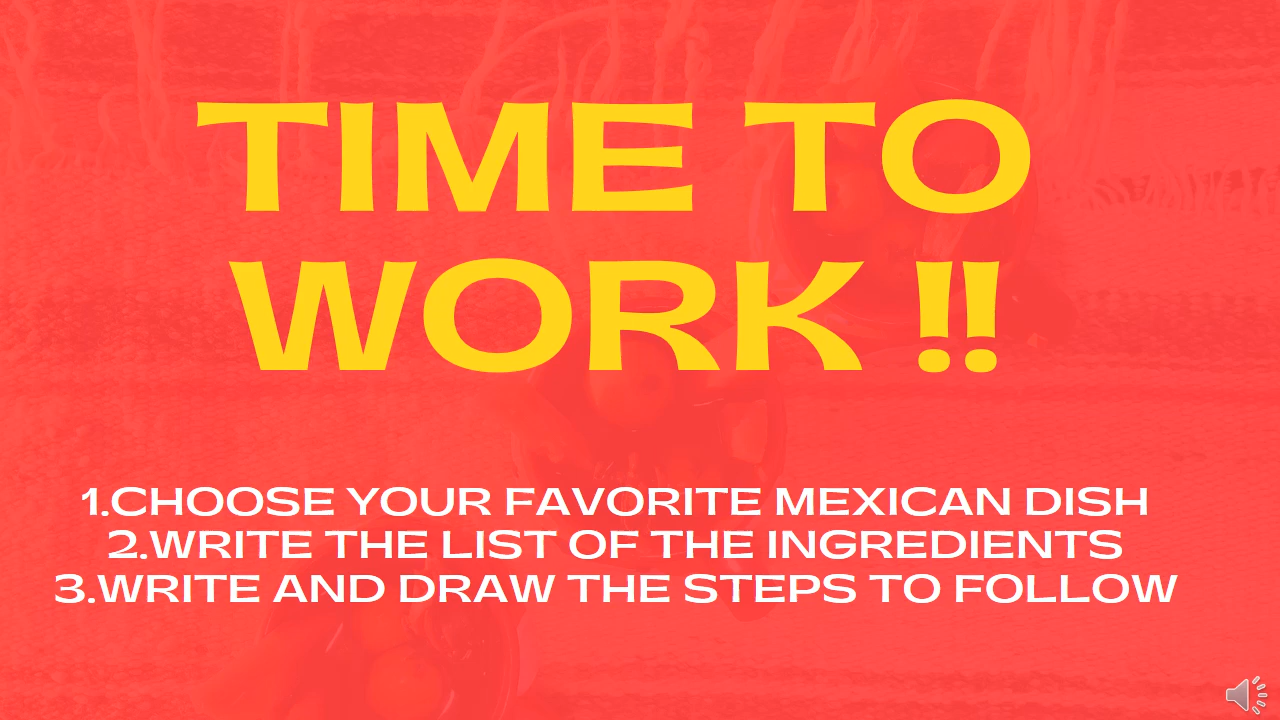 TIME TO
WORK !!
1.CHOOSE YOUR FAVORITE MEXICAN DISH
2.WRITE THE LIST OF THE INGREDIENTS
3.WRITE AND DRAW THE STEPS TO FOLLOW